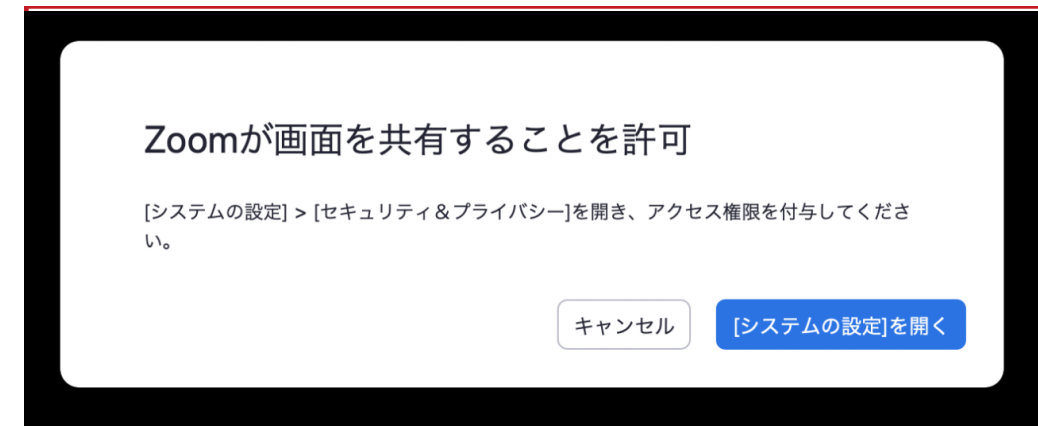 Zoomが画面を共有することを許可
[システムの設定] > [セキュリティ＆プライバシー]を開き、アクセス権限を付与してくださ
い。
キャンセル
[システムの設定]を開く